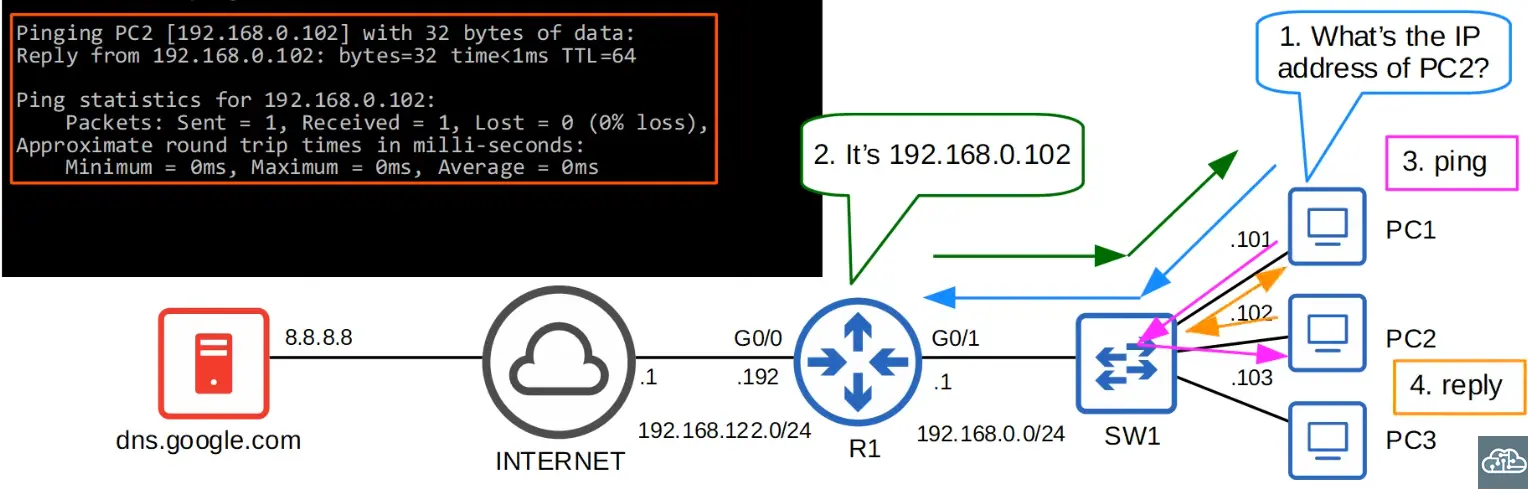 Pinging PC2 [192.168.0.102] with 32 bytes of data:
Reply from 192.168.0.102: bytes=32 time<1ms TTL=64
Ping statistics for 192.168.0.102:
Packets: Sent = 1, Received = 1, Lost = 0 (0% loss),
Approximate round trip times in milli-seconds:
Minimum = 0ms, Maximum = 0ms, Average = 0ms
1. What's the IP
address of PC2?
2. It's 192.168.0.102
3. ping
.101
PC1
.102
PC2
4. reply
.103
PC3
8.8.8.8
dns.google.com
INTERNET
.1
G0/0
.192
192.168.122.0/24
R1
G0/1
.1
192.168.0.0/24
SW1